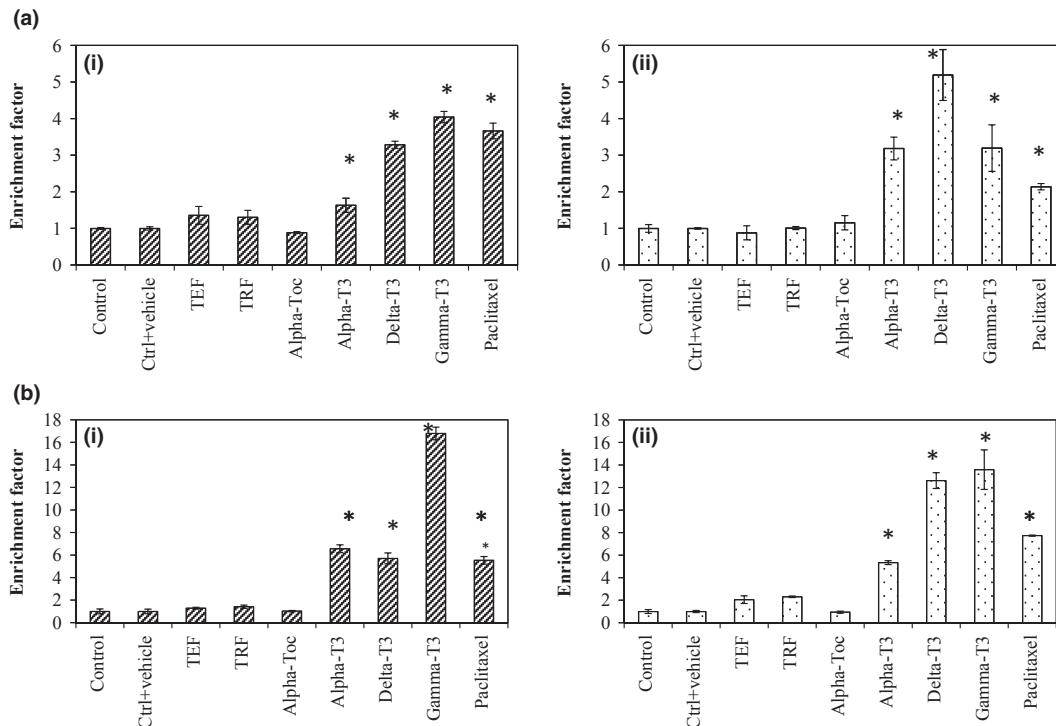 (a)
(i)
Enrichment factor
6
5
4
3
2
1
0
*
*
*
*
Control
Ctrl+vehicle
TEF
TRF
Alpha-Toc
Alpha-T3
Delta-T3
Gamma-T3
Paclitaxel
(ii)
Enrichment factor
6
5
4
3
2
1
0
*
*
*
*
Control
Ctrl+vehicle
TEF
TRF
Alpha-Toc
Alpha-T3
Delta-T3
Gamma-T3
Paclitaxel
(b)
(i)
Enrichment factor
18
16
14
12
10
8
6
4
2
0
*
*
*
*
*
Control
Ctrl+vehicle
TEF
TRF
Alpha-Toc
Alpha-T3
Delta-T3
Gamma-T3
Paclitaxel
(ii)
Enrichment factor
18
16
14
12
10
8
6
4
2
0
*
*
*
*
Control
Ctrl+vehicle
TEF
TRF
Alpha-Toc
Alpha-T3
Delta-T3
Gamma-T3
Paclitaxel